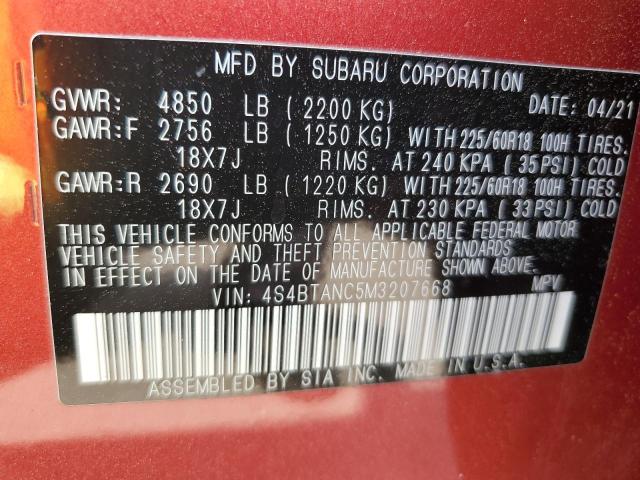 MFD BY SUBARU CORPORATION
GVWR: 4850 LB (2200 KG) DATE: 04/21
GAWR:F 2756 LB (1250 KG) WITH 225/60R18 100H TIRES.
18X7J RIMS. AT 240 KPA (35PSI) COLD
GAWR:R 2690 LB (1220 KG) WITH 225/60R18 100H TIRES.
18X7J RIMS. AT 230 KPA (33PSI) COLD
THIS VEHICLE CONFORMS TO ALL APPLICABLE FEDERAL MOTOR
VEHICLE SAFETY AND THEFT PREVENTION STANDARDS
IN EFFECT ON THE DATE OF MANUFACTURE SHOWN ABOVE.
VIN: 4S4BTANC5M3207668 MPV
ASSEMBLED BY SIA INC. MADE IN U.S.A.